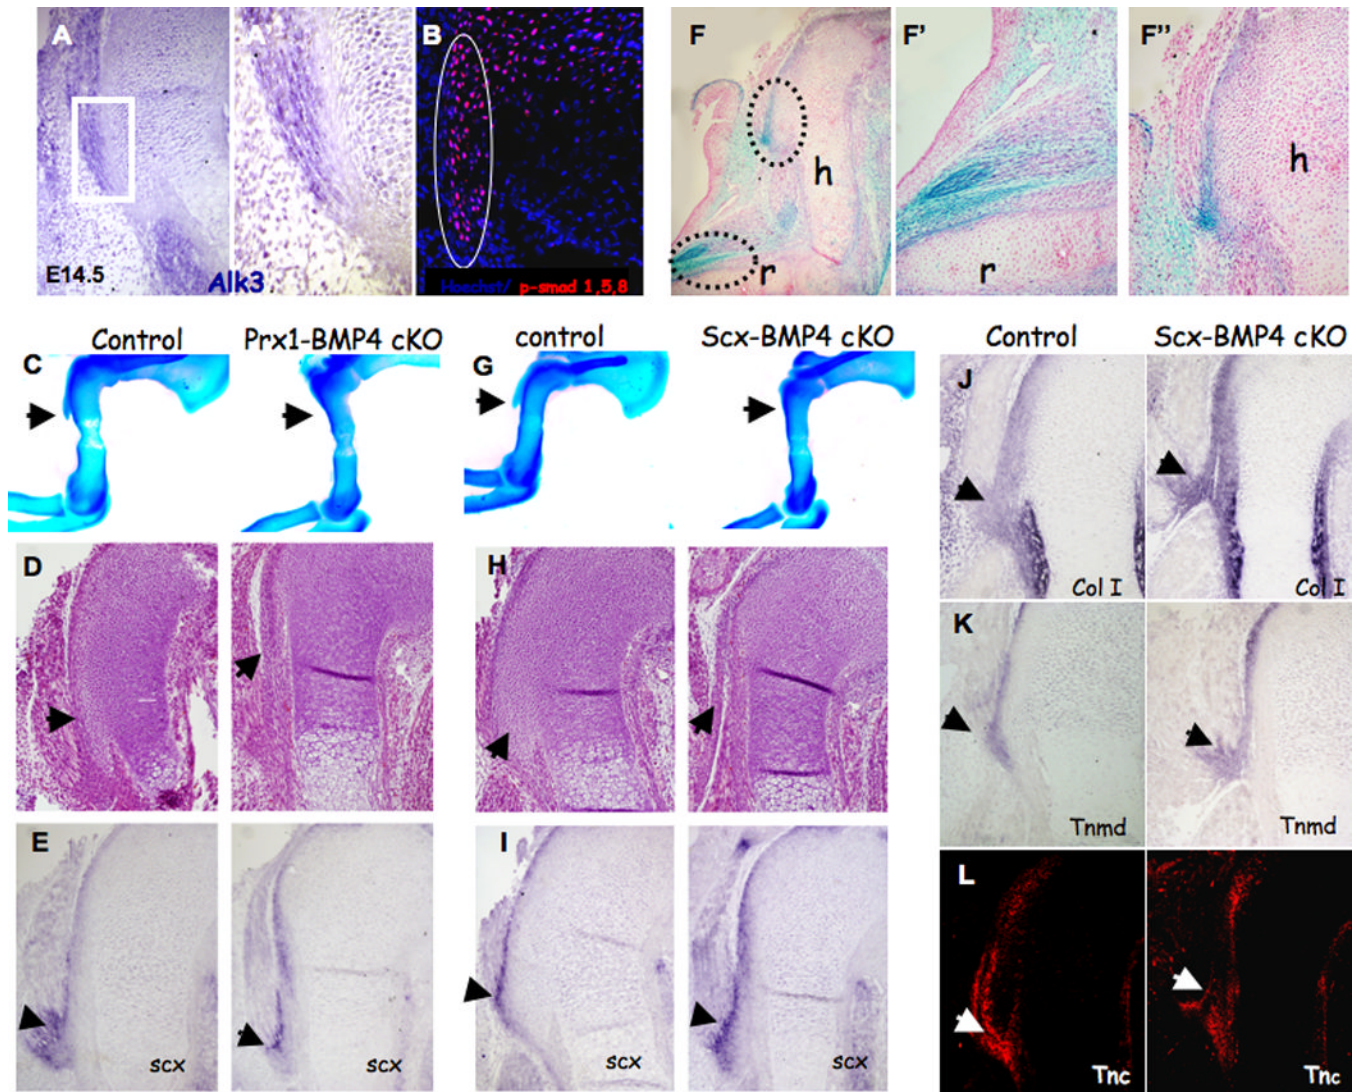 A
A'
B
E14.5
Alk3
Hoechst/ p-smad 1,5,8
F
h
r
F'
r
F''
h
Control
Prx1-BMP4 cKO
C
control
Scx-BMP4 cKO
G
Control
Scx-BMP4 cKO
D
H
E
scx
scx
I
scx
scx
J
Col I
Col I
K
Tnmd
Tnmd
L
Tnc
Tnc